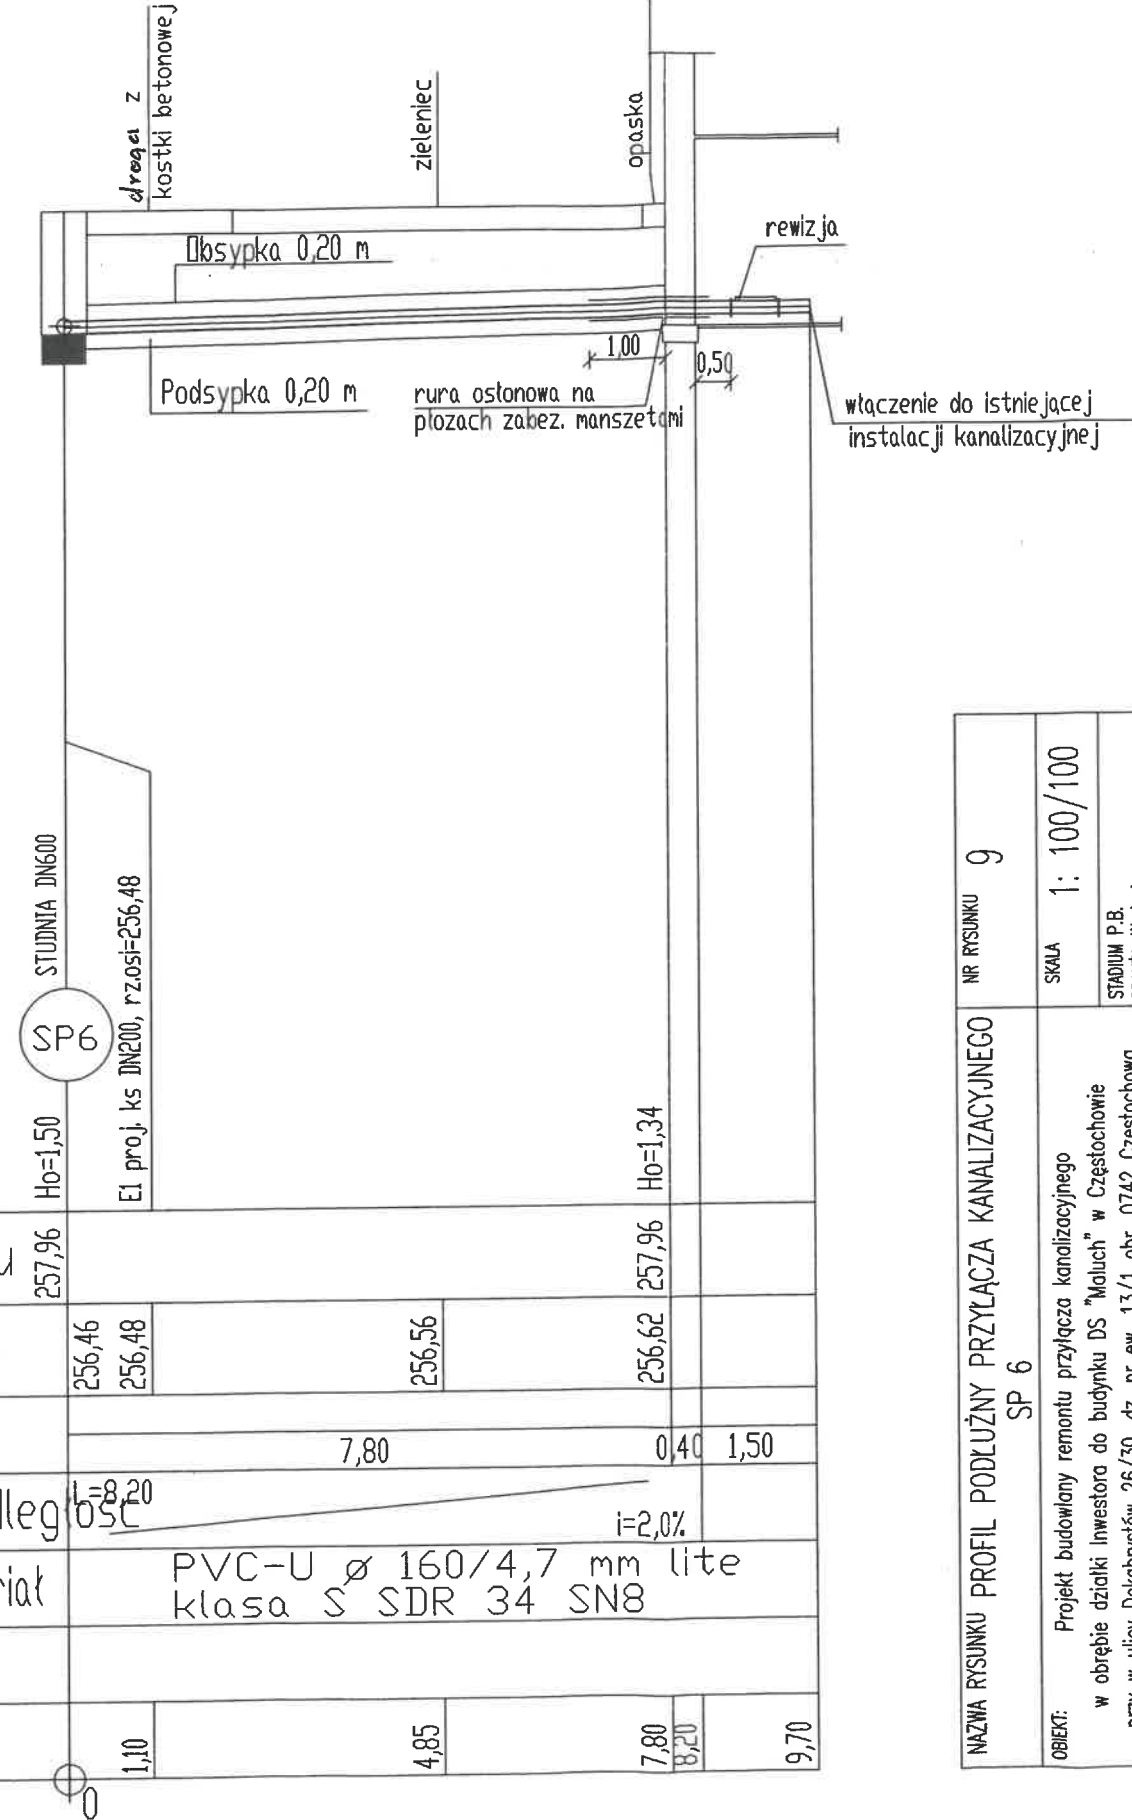 droga z
kostki betonowej
zieleniec
opaska
Obsypka 0,20 m
rewizja
1,00
0,50
Podsypka 0,20 m
rura osłonowa na
płozach zabez. manszetami
włączenie do istniejącej
instalacji kanalizacyjnej
STUDNIA DN600
SP6
E1 proj. ks DN200, rz.osi=256,48
Ho=1,50
Ho=1,34
257,96
257,96
256,46
256,48
256,56
256,62
7,80
0,40
1,50
L=8,20
i=2,0%
PVC-U ø 160/4,7 mm lite
klasa S SDR 34 SN8
0
1,10
4,85
7,80
8,20
9,70
NAZWA RYSUNKU PROFIL PODŁUŻNY PRZYŁĄCZA KANALIZACYJNEGO
SP 6
NR RYSUNKU 9
OBIEKT: Projekt budowlany remontu przyłącza kanalizacyjnego
w obrębie działki Inwestora do budynku DS "Maluch" w Częstochowie
SKALA 1: 100/100
STADIUM P.B.